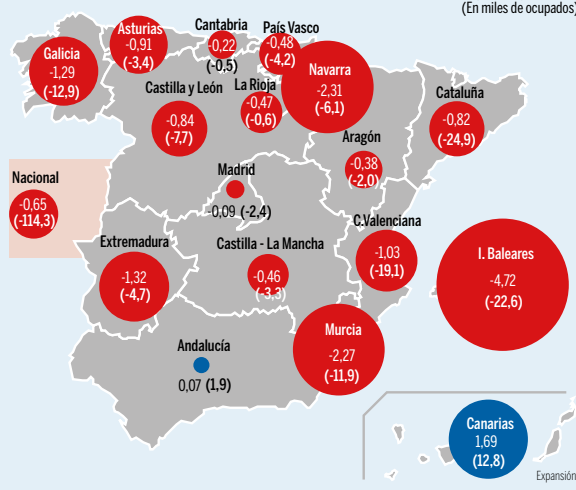 (En miles de ocupados)
Cantabria
-0,22
(-0,5)
Asturias
-0,91
(-3,4)
País Vasco
-0,48
(-4,2)
Galicia
-1,29
(-12,9)
Navarra
-2,31
(-6,1)
Castilla y León
-0,84
(-7,7)
La Rioja
-0,47
(-0,6)
Cataluña
-0,82
(-24,9)
Aragón
-0,38
(-2,0)
Nacional
-0,65
(-114,3)
Madrid
-0,09 (-2,4)
C.Valenciana
-1,03
(-19,1)
Extremadura
-1,32
(-4,7)
Castilla - La Mancha
-0,46
(-3,3)
I. Baleares
-4,72
(-22,6)
Murcia
-2,27
(-11,9)
Andalucía
0,07 (1,9)
Canarias
1,69
(12,8)
Expansión